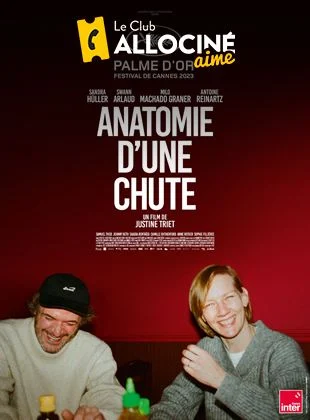 Le Club
ALLOCINÉ
aime
PALME D'OR
FESTIVAL DE CANNES 2023
SANDRA HÜLLER
SWANN ARLAUD
MILO MACHADO GRANER
ANTOINE REINARTZ
ANATOMIE
D'UNE
CHUTE
UN FILM DE
JUSTINE TRIET
inter